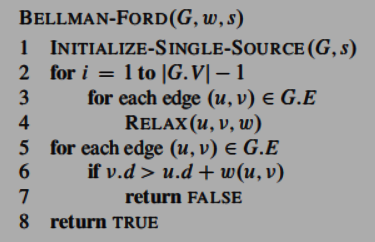 BELLMAN-FORD(G, w, s)
1 INITIALIZE-SINGLE-SOURCE(G, s)
2 for i = 1 to |G.V| − 1
3 for each edge (u, v) ∈ G.E
4 RELAX(u, v, w)
5 for each edge (u, v) ∈ G.E
6 if v.d > u.d + w(u, v)
7 return FALSE
8 return TRUE